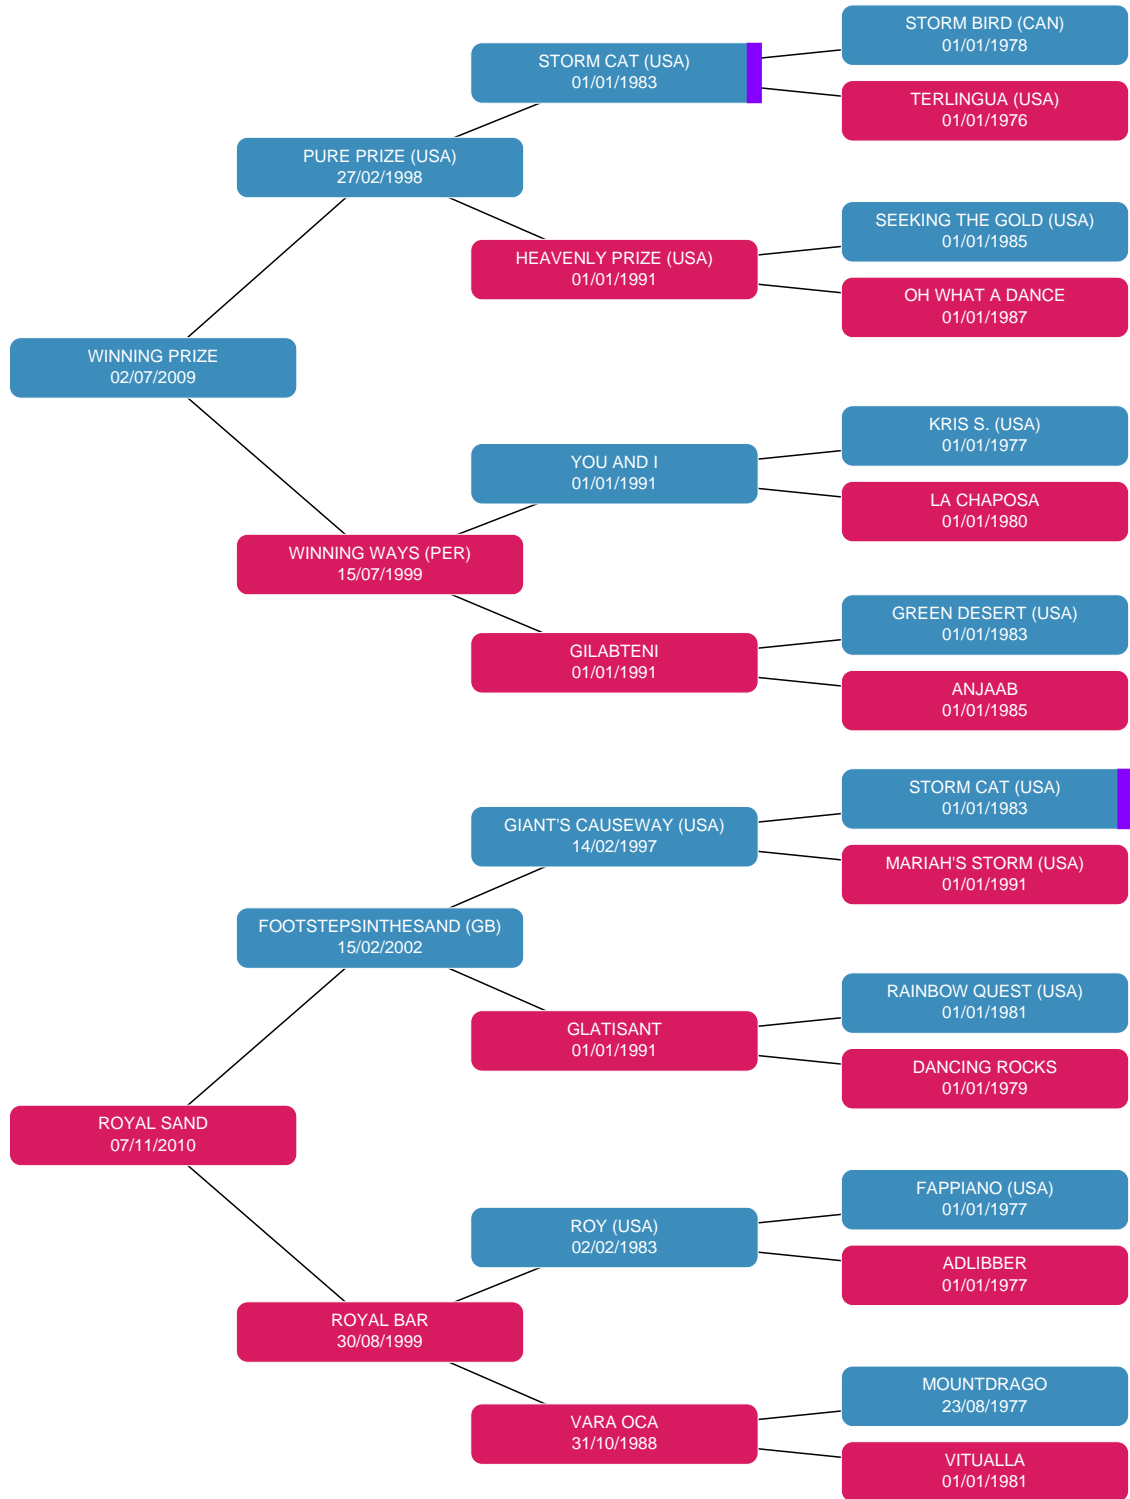 STORM BIRD (CAN)
01/01/1978
STORM CAT (USA)
01/01/1983
TERLINGUA (USA)
01/01/1976
PURE PRIZE (USA)
27/02/1998
SEEKING THE GOLD (USA)
01/01/1985
HEAVENLY PRIZE (USA)
01/01/1991
OH WHAT A DANCE
01/01/1987
WINNING PRIZE
02/07/2009
KRIS S. (USA)
01/01/1977
YOU AND I
01/01/1991
LA CHAPOSA
01/01/1980
WINNING WAYS (PER)
15/07/1999
GREEN DESERT (USA)
01/01/1983
GILABTENI
01/01/1991
ANJAAB
01/01/1985
STORM CAT (USA)
01/01/1983
GIANT'S CAUSEWAY (USA)
14/02/1997
MARIAH'S STORM (USA)
01/01/1991
FOOTSTEPSINTHESAND (GB)
15/02/2002
RAINBOW QUEST (USA)
01/01/1981
GLATISANT
01/01/1991
DANCING ROCKS
01/01/1979
ROYAL SAND
07/11/2010
FAPPIANO (USA)
01/01/1977
ROY (USA)
02/02/1983
ADLIBBER
01/01/1977
ROYAL BAR
30/08/1999
MOUNTDRAGO
23/08/1977
VARA OCA
31/10/1988
VITUALLA
01/01/1981